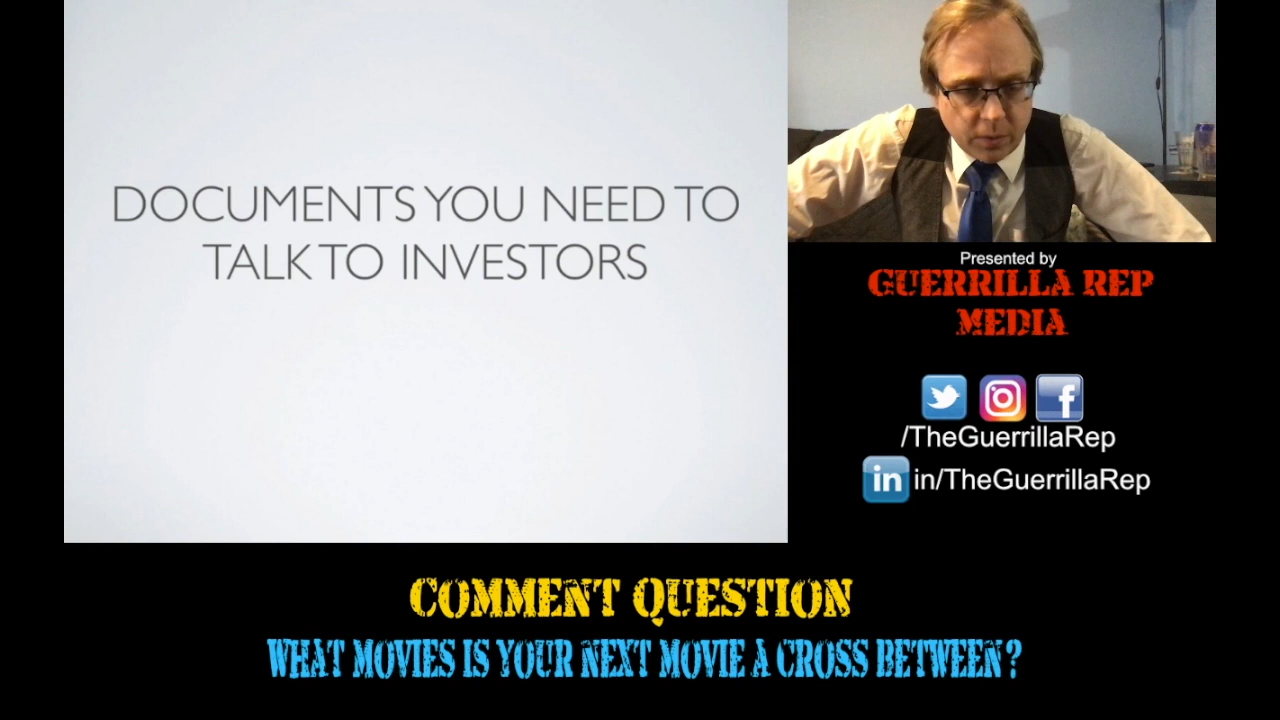 DOCUMENTS YOU NEED TO
TALK TO INVESTORS
Presented by
GUERRILLA REP
MEDIA
/TheGuerrillaRep
in/TheGuerrillaRep
COMMENT QUESTION
WHAT MOVIES IS YOUR NEXT MOVIE A CROSS BETWEEN?